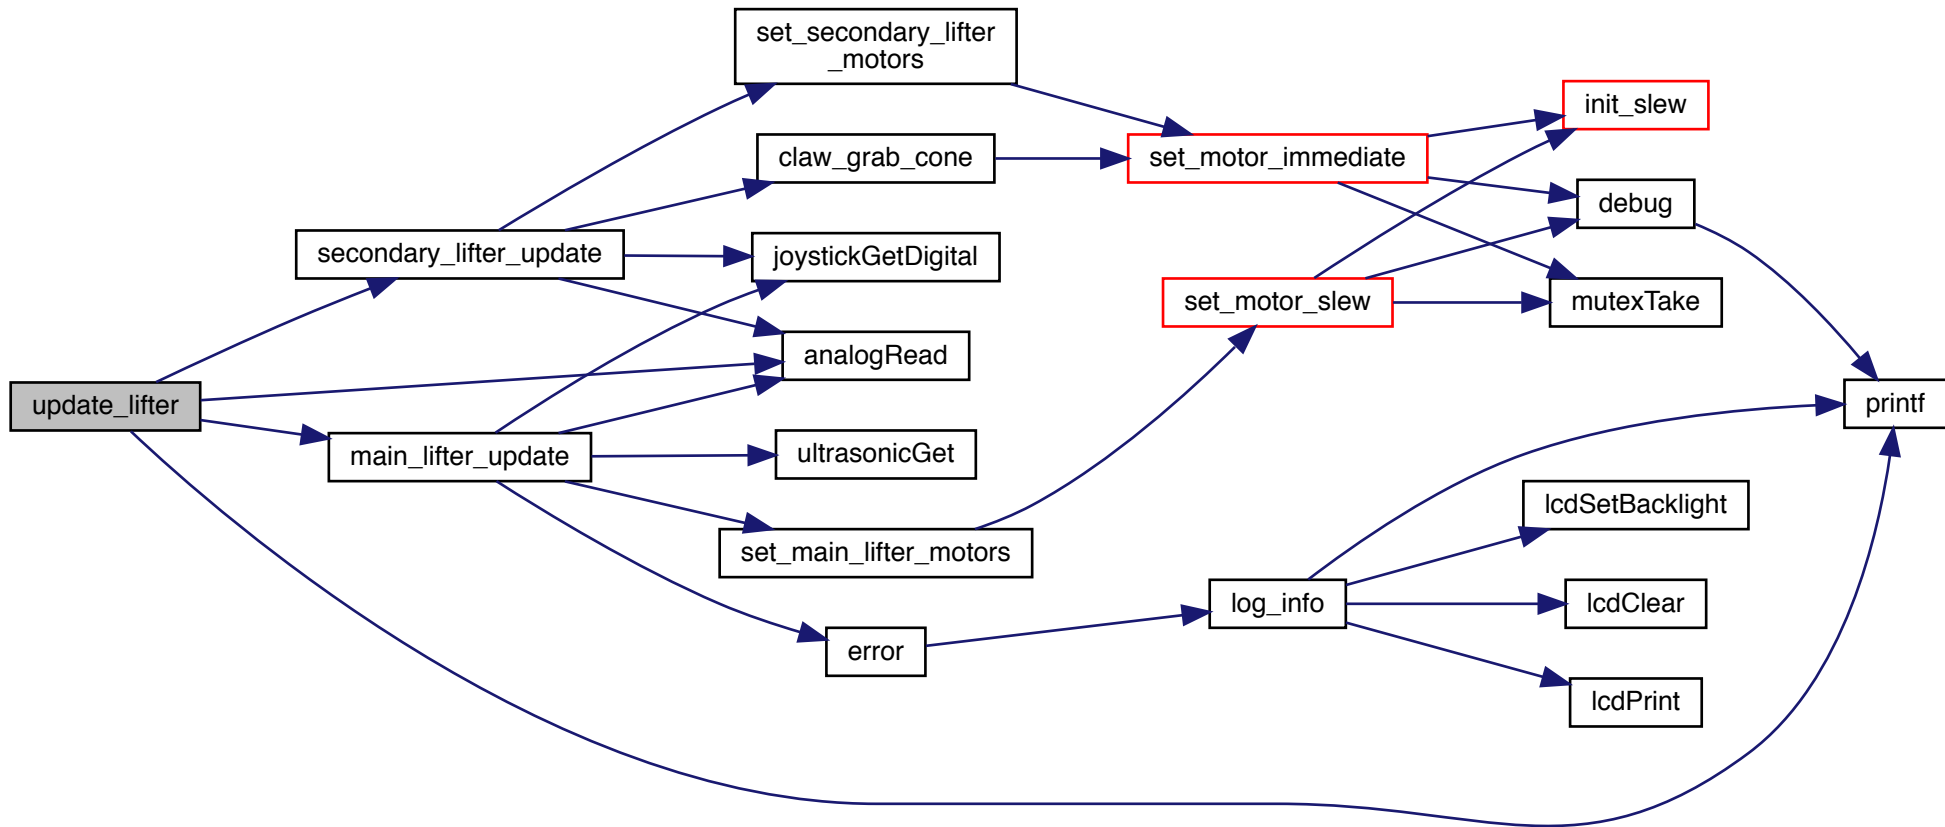 set_secondary_lifter
_motors
init_slew
claw_grab_cone
set_motor_immediate
debug
secondary_lifter_update
joystickGetDigital
set_motor_slew
mutexTake
analogRead
update_lifter
printf
main_lifter_update
ultrasonicGet
lcdSetBacklight
set_main_lifter_motors
log_info
lcdClear
error
lcdPrint